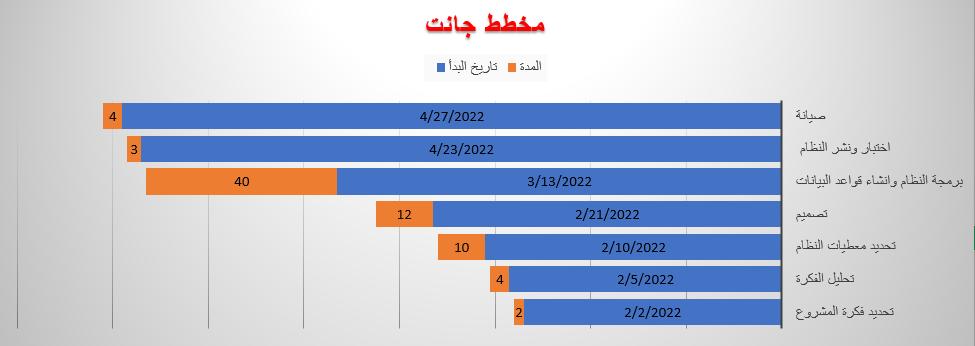 مخطط جانت
تاريخ البدأ المدة
صيانة 4/27/2022 4
اختبار ونشر النظام 4/23/2022 3
برمجة النظام وانشاء قواعد البيانات 3/13/2022 40
تصميم 2/21/2022 12
تحديد معطيات النظام 2/10/2022 10
تحليل الفكرة 2/5/2022 4
تحديد فكرة المشروع 2/2/2022 2